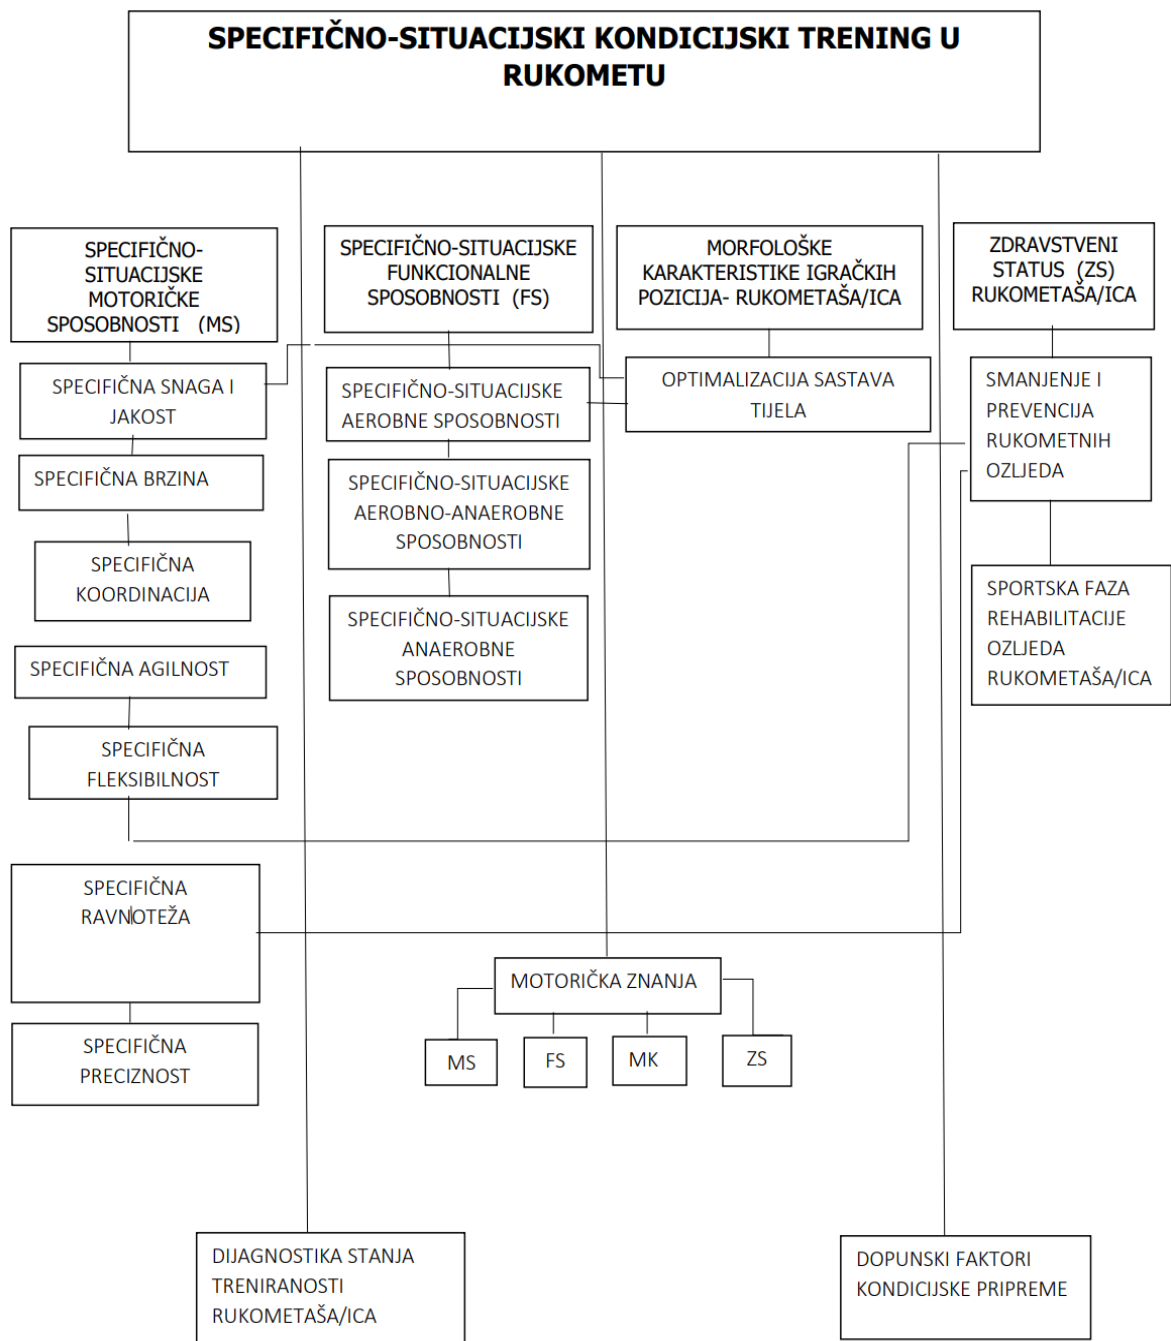 SPECIFIČNO-SITUACIJSKI KONDICIJSKI TRENING U
RUKOMETU
SPECIFIČNO-
SITUACIJSKE
MOTORIČKE
SPOSOBNOSTI (MS)
SPECIFIČNA SNAGA I
JAKOST
SPECIFIČNA BRZINA
SPECIFIČNA
KOORDINACIJA
SPECIFIČNA AGILNOST
SPECIFIČNA
FLEKSIBILNOST
SPECIFIČNA
RAVNOTEŽA
SPECIFIČNA
PRECIZNOST
SPECIFIČNO-SITUACIJSKE
FUNKCIONALNE
SPOSOBNOSTI (FS)
SPECIFIČNO-SITUACIJSKE
AEROBNE SPOSOBNOSTI
SPECIFIČNO-SITUACIJSKE
AEROBNO-ANAEROBNE
SPOSOBNOSTI
SPECIFIČNO-SITUACIJSKE
ANAEROBNE
SPOSOBNOSTI
MORFOLOŠKE
KARAKTERISTIKE IGRAČKIH
POZICIJA- RUKOMETAŠA/ICA
OPTIMALIZACIJA SASTAVA
TIJELA
ZDRAVSTVENI
STATUS (ZS)
RUKOMETAŠA/ICA
SMANJENJE I
PREVENCIJA
RUKOMETNIH
OZLJEDA
SPORTSKA FAZA
REHABILITACIJE
OZLJEDA
RUKOMETAŠA/ICA
MOTORIČKA ZNANJA
MS
FS
MK
ZS
DIJAGNOSTIKA STANJA
TRENIRANOSTI
RUKOMETAŠA/ICA
DOPUNSKI FAKTORI
KONDICIJSKE PRIPREME